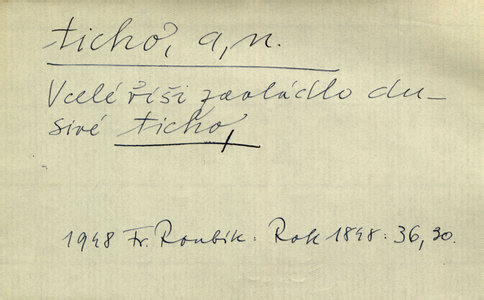 ticho, a, n.
V celé říši zavládlo du-
sivé ticho,
1948 Fr. Roubík: Rok 1848. 36, 30.